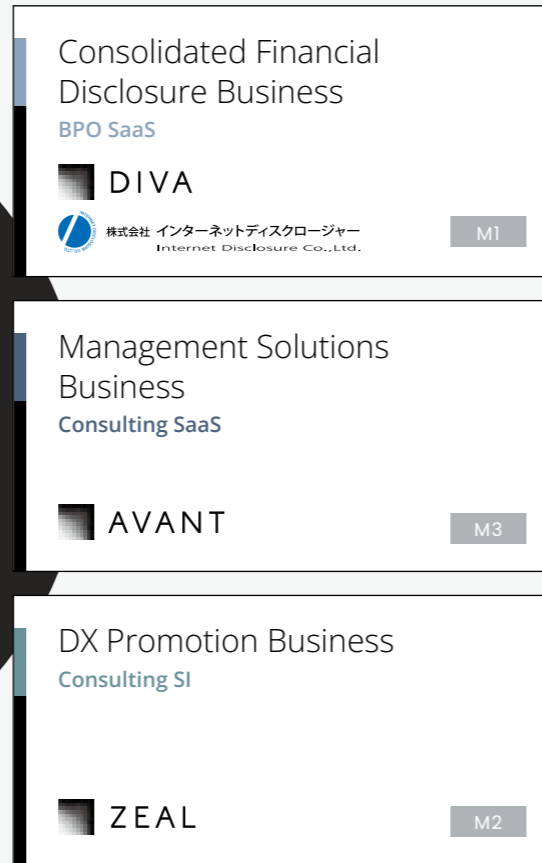 Consolidated Financial
Disclosure Business
BPO SaaS
DIVA
株式会社 インターネットディスクロージャー
Internet Disclosure Co.,Ltd.
M1
Management Solutions
Business
Consulting SaaS
AVANT
M3
DX Promotion Business
Consulting SI
ZEAL
M2